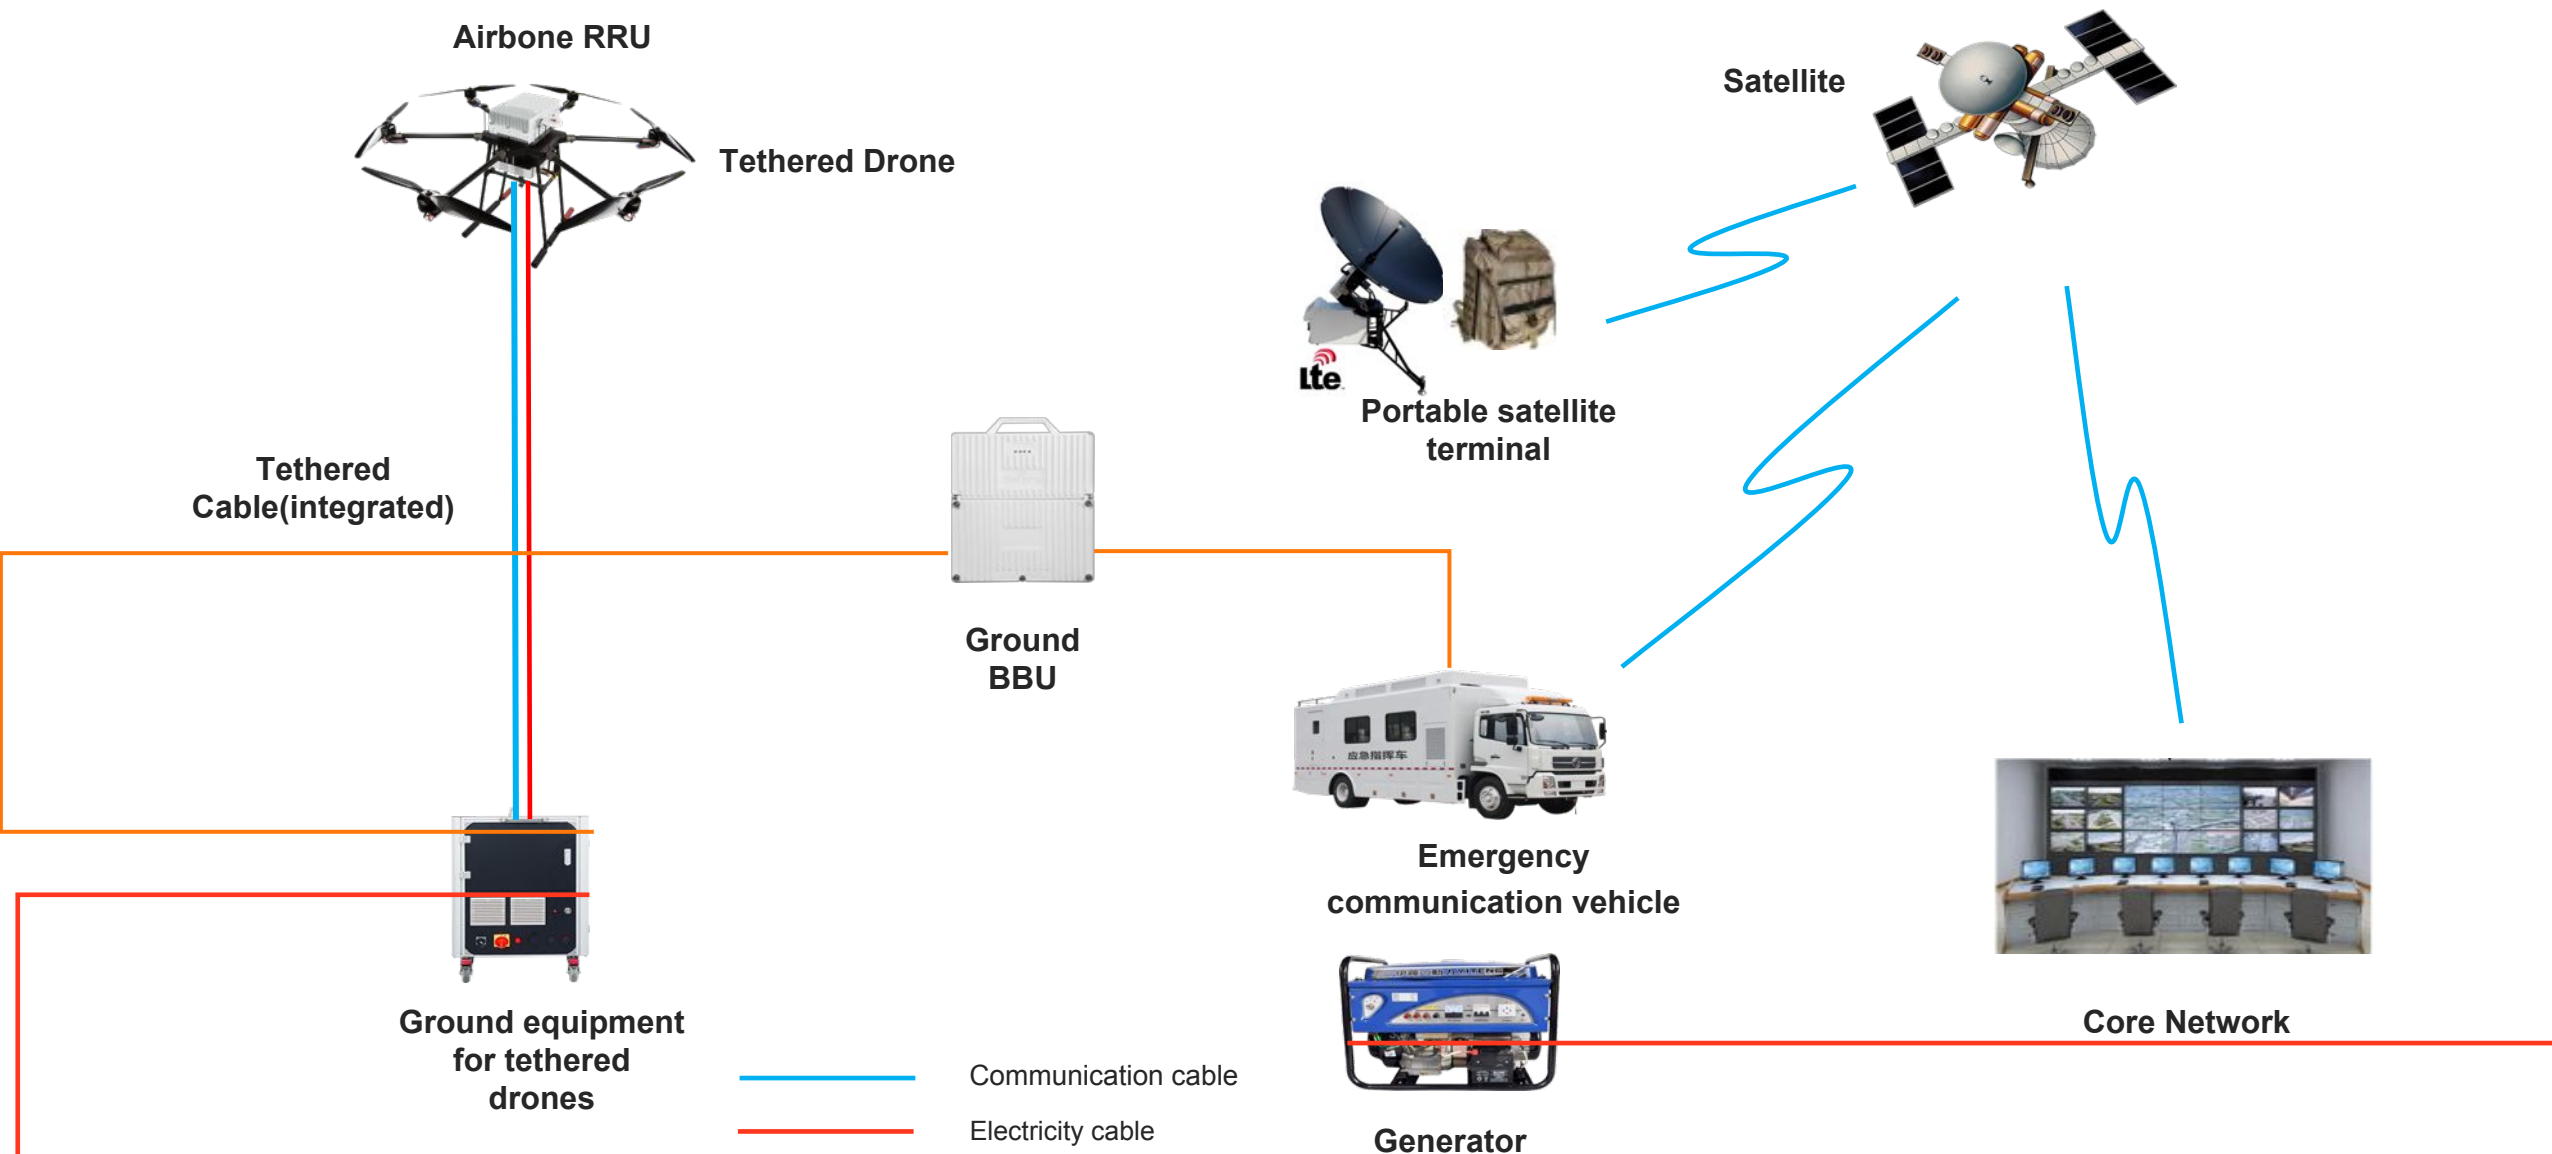 Airbone RRU
Satellite
Tethered Drone
Lte
Portable satellite
terminal
Tethered
Cable(integrated)
Ground
BBU
应急指挥车
Emergency
communication vehicle
Ground equipment
for tethered
drones
Core Network
Communication cable
Electricity cable
Generator